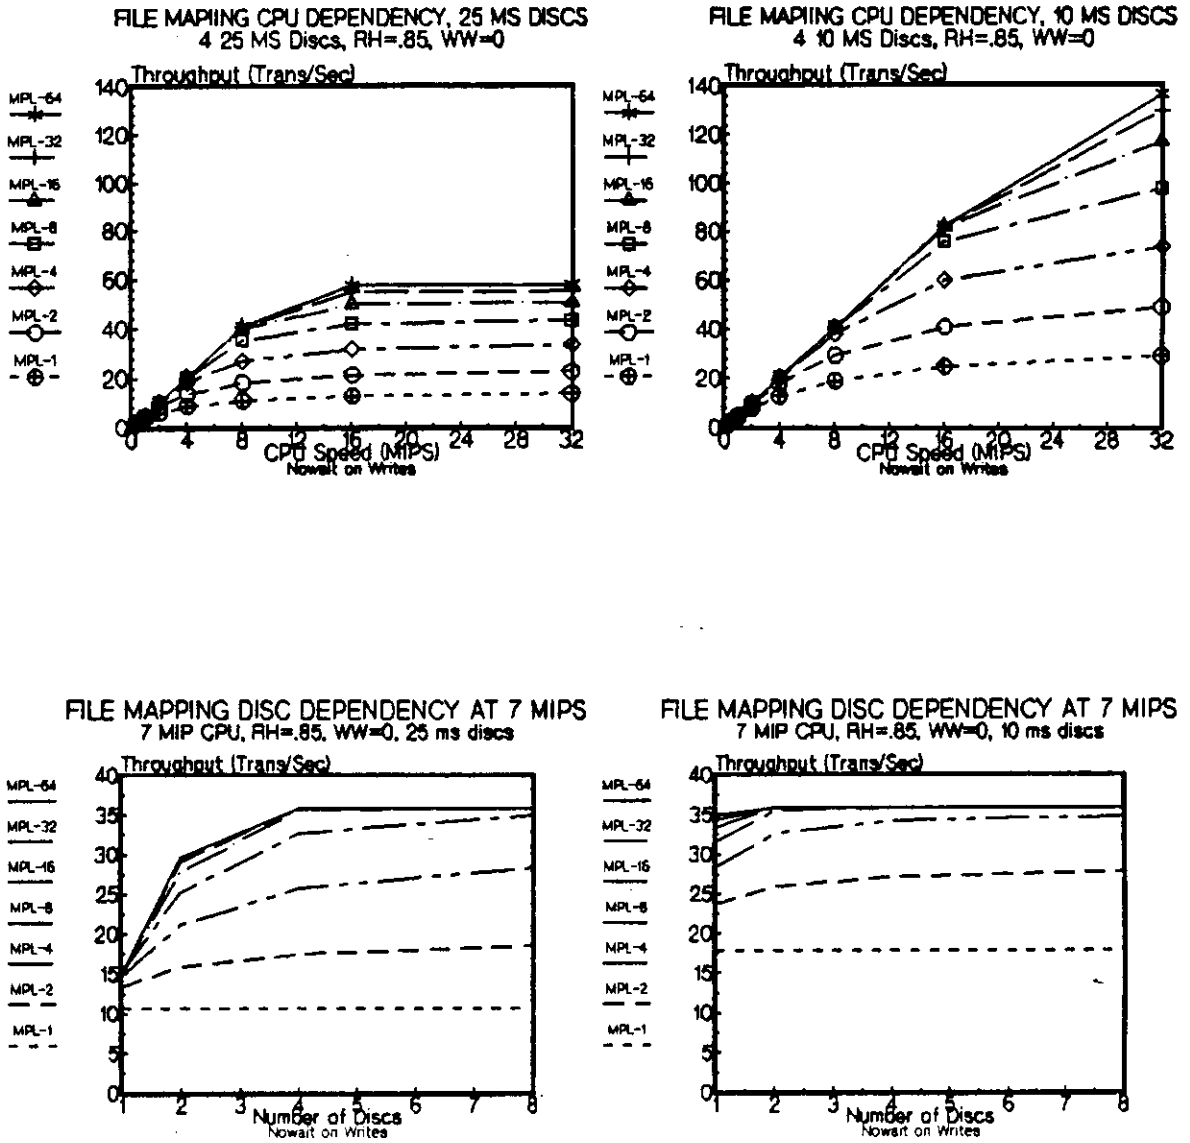 FILE MAPIING CPU DEPENDENCY, 25 MS DISCS
4 25 MS Discs, RH=.85, WW=0
Throughput (Trans/Sec)
140
120
100
80
60
40
20
0
MPL-64
MPL-32
MPL-16
MPL-8
MPL-4
MPL-2
MPL-1
0 4 8 12 16 20 24 28 32
CPU Speed (MIPS)
Nowait on Writes
FILE MAPIING CPU DEPENDENCY, 10 MS DISCS
4 10 MS Discs, RH=.85, WW=0
Throughput (Trans/Sec)
140
120
100
80
60
40
20
0
MPL-64
MPL-32
MPL-16
MPL-8
MPL-4
MPL-2
MPL-1
0 4 8 12 16 20 24 28 32
CPU Speed (MIPS)
Nowait on Writes
FILE MAPPING DISC DEPENDENCY AT 7 MIPS
7 MIP CPU, RH=.85, WW=0, 25 ms discs
Throughput (Trans/Sec)
40
35
30
25
20
15
10
5
0
MPL-64
MPL-32
MPL-16
MPL-8
MPL-4
MPL-2
MPL-1
1 2 3 4 5 6 7 8
Number of Discs
Nowait on Writes
FILE MAPPING DISC DEPENDENCY AT 7 MIPS
7 MIP CPU, RH=.85, WW=0, 10 ms discs
Throughput (Trans/Sec)
40
35
30
25
20
15
10
5
0
MPL-64
MPL-32
MPL-16
MPL-8
MPL-4
MPL-2
MPL-1
1 2 3 4 5 6 7 8
Number of Discs
Nowait on Writes